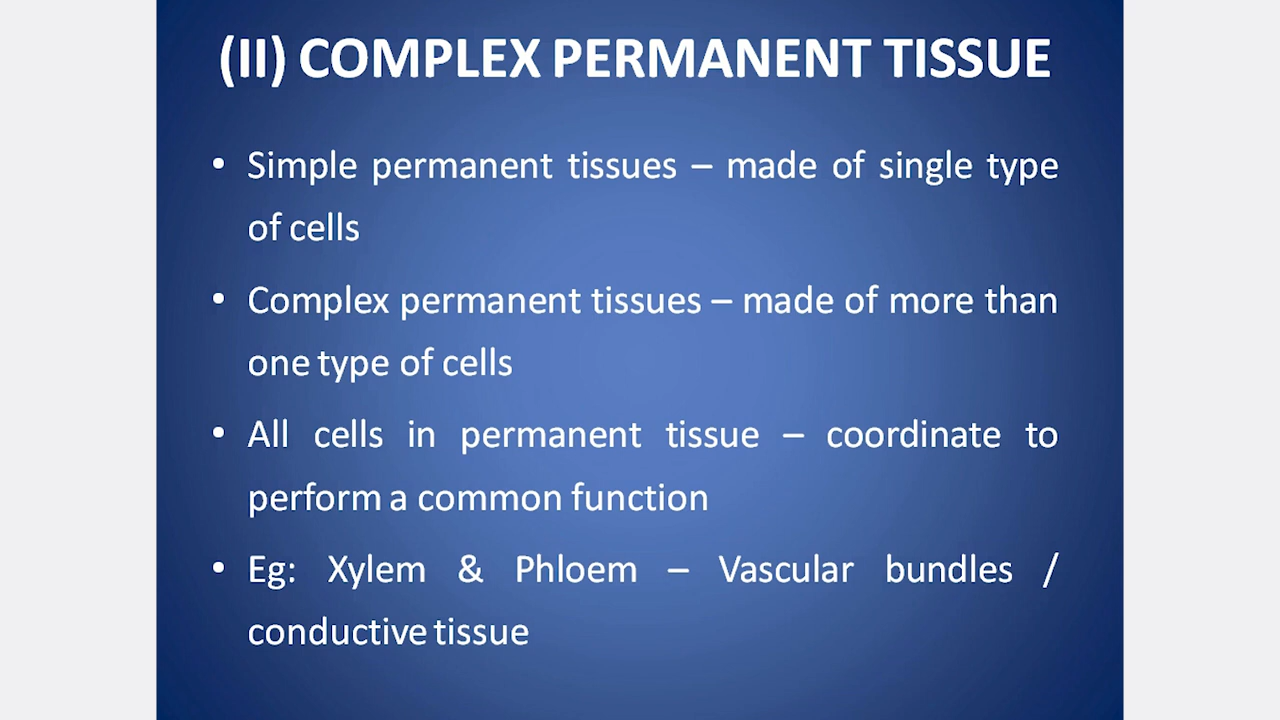 (II) COMPLEX PERMANENT TISSUE
• Simple permanent tissues – made of single type
of cells
• Complex permanent tissues – made of more than
one type of cells
• All cells in permanent tissue – coordinate to
perform a common function
• Eg: Xylem & Phloem – Vascular bundles /
conductive tissue